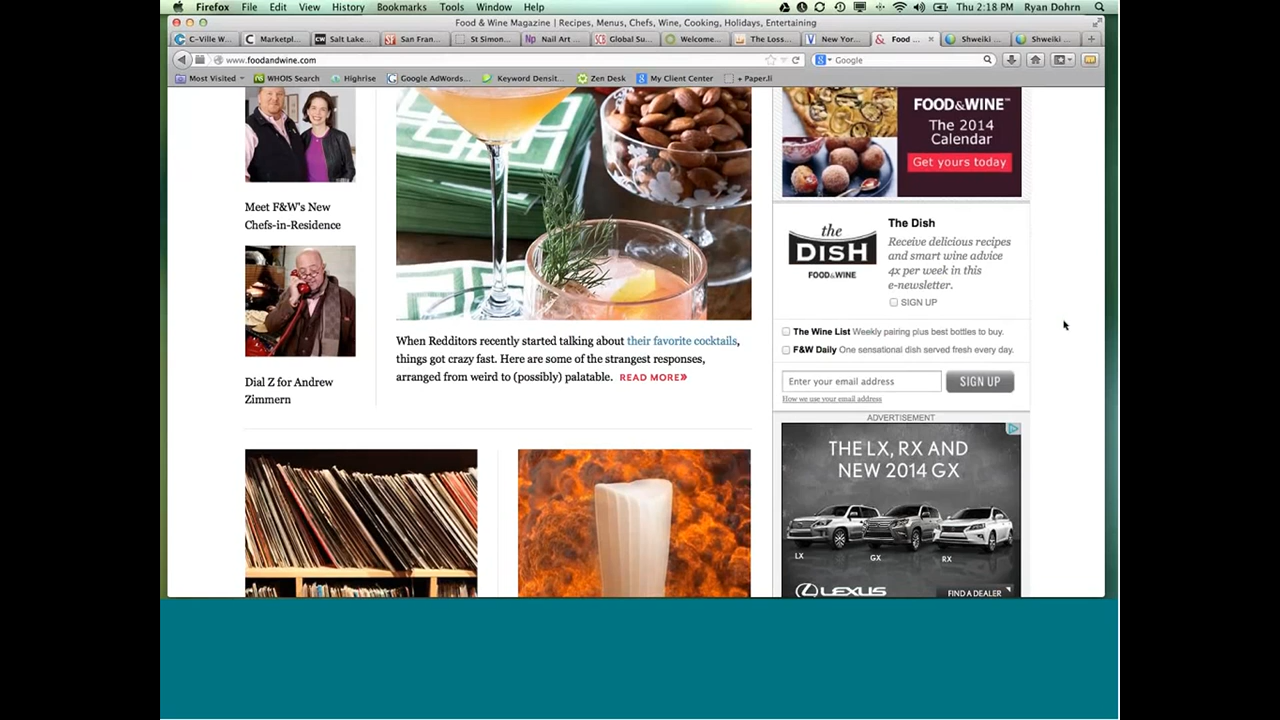 Firefox File Edit View History Bookmarks Tools Window Help Thu 2:18 PM Ryan Dohrn
Food & Wine Magazine | Recipes, Menus, Chefs, Wine, Cooking, Holidays, Entertaining
C-Ville W... Marketpl... Salt Lake... San Fran... St Simon... Nail Art ... Global Su... Welcome... The Loss... New Yor... Food ... Shweiki ... Shweiki ...
www.foodandwine.com Google
Most Visited WHOIS Search Highrise Google AdWords... Keyword Densit... Zen Desk My Client Center + Paper.li
FOOD&WINE™
The 2014
Calendar
Get yours today
Meet F&W's New
Chefs-in-Residence
the
DISH
FOOD&WINE
The Dish
Receive delicious recipes
and smart wine advice
4x per week in this
e-newsletter.
SIGN UP
The Wine List Weekly pairing plus best bottles to buy.
F&W Daily One sensational dish served fresh every day.
Enter your email address SIGN UP
How we use your email address
When Redditors recently started talking about their favorite cocktails,
things got crazy fast. Here are some of the strangest responses,
arranged from weird to (possibly) palatable. READ MORE»
Dial Z for Andrew
Zimmern
ADVERTISEMENT
THE LX, RX AND
NEW 2014 GX
LX GX RX
LEXUS FIND A DEALER